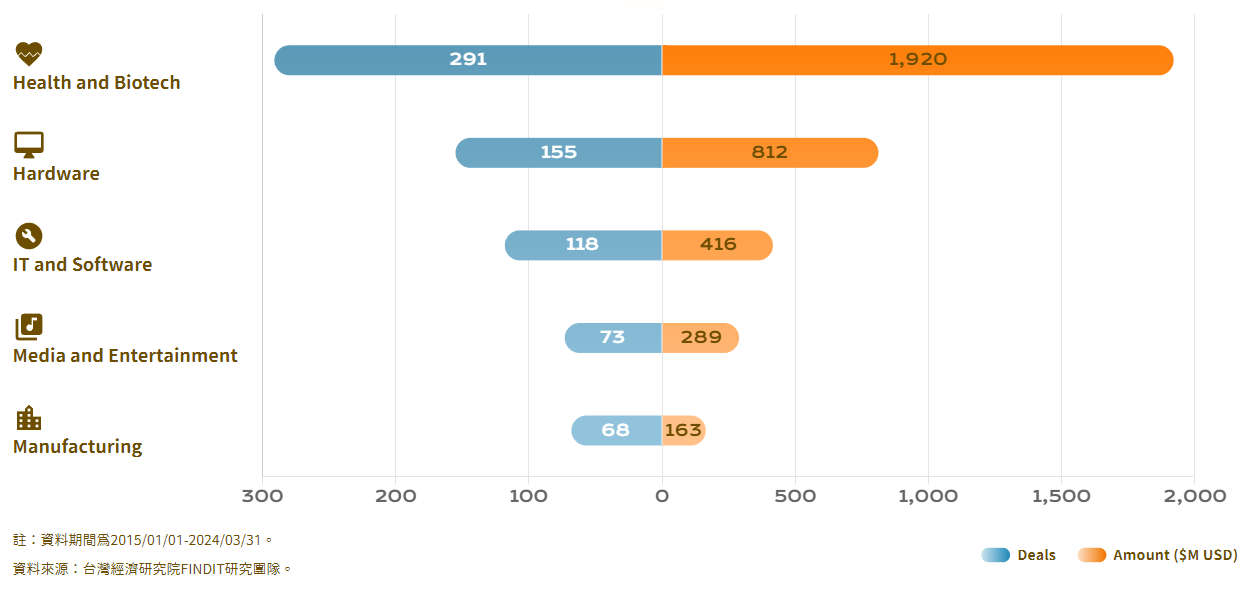 Health and Biotech
291
1,920
Hardware
155
812
IT and Software
118
416
Media and Entertainment
73
289
Manufacturing
68
163
300
200
100
0
500
1,000
1,500
2,000
註：資料期間為2015/01/01-2024/03/31。
資料來源：台灣經濟研究院FINDIT研究團隊。
Deals
Amount ($M USD)